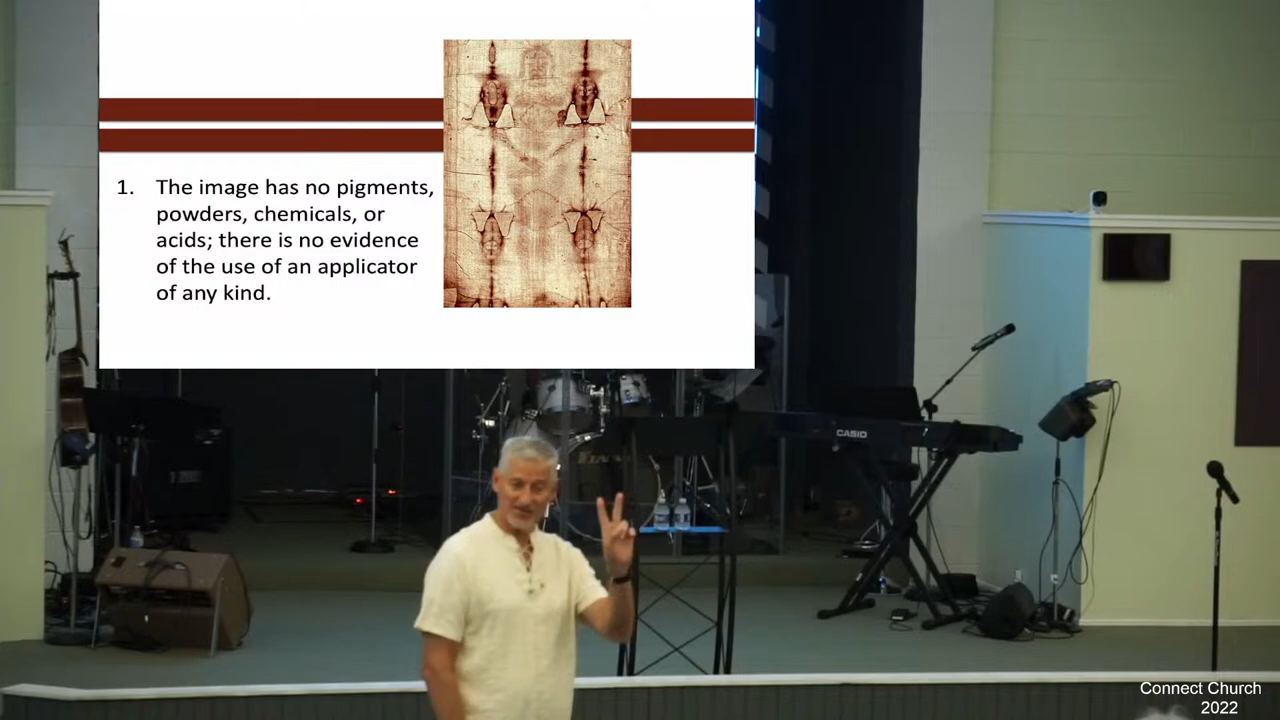 1. The image has no pigments,
powders, chemicals, or
acids; there is no evidence
of the use of an applicator
of any kind.
CASIO
Connect Church
2022